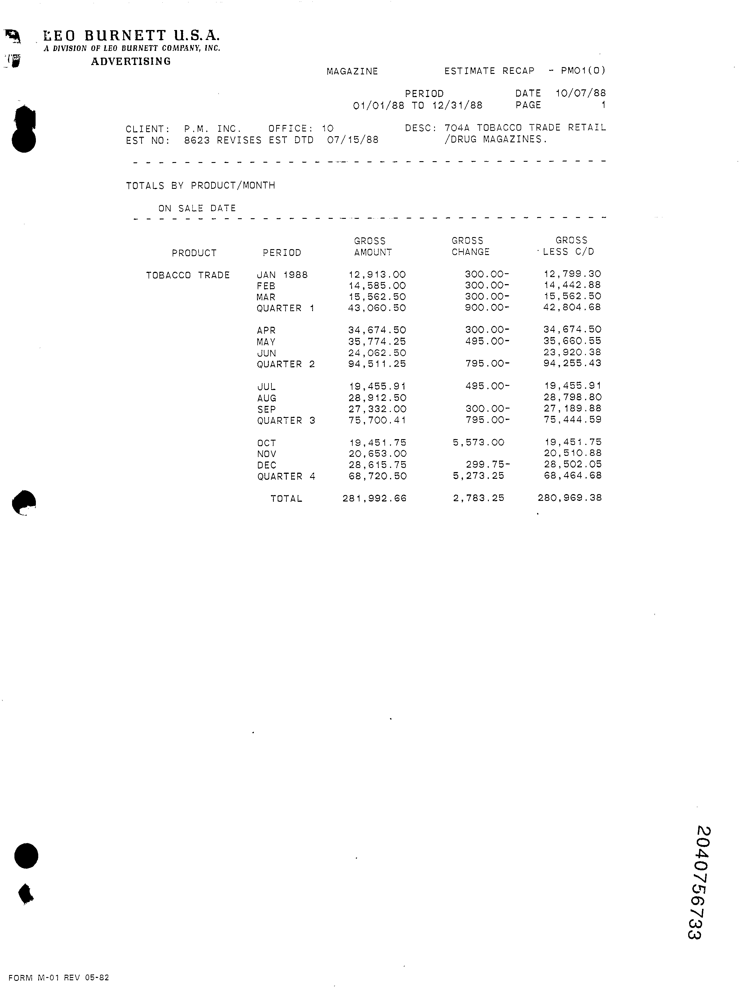 LEO BURNETT U.S.A.
A DIVISION OF LEO BURNETT COMPANY, INC.
ADVERTISING
MAGAZINE ESTIMATE RECAP - PM01(0)
PERIOD DATE 10/07/88
01/01/88 TO 12/31/88 PAGE 1
CLIENT: P.M. INC. OFFICE: 10 DESC: 704A TOBACCO TRADE RETAIL
EST NO: 8623 REVISES EST DTD 07/15/88 /DRUG MAGAZINES.
TOTALS BY PRODUCT/MONTH
ON SALE DATE
GROSS GROSS GROSS
PRODUCT PERIOD AMOUNT CHANGE LESS C/D
TOBACCO TRADE JAN 1988 12,913.00 300.00- 12,799.30
FEB 14,585.00 300.00- 14,442.88
MAR 15,562.50 300.00- 15,562.50
QUARTER 1 43,060.50 900.00- 42,804.68
APR 34,674.50 300.00- 34,674.50
MAY 35,774.25 495.00- 35,660.55
JUN 24,062.50 23,920.38
QUARTER 2 94,511.25 795.00- 94,255.43
JUL 19,455.91 495.00- 19,455.91
AUG 28,912.50 28,798.80
SEP 27,332.00 300.00- 27,189.88
QUARTER 3 75,700.41 795.00- 75,444.59
OCT 19,451.75 5,573.00 19,451.75
NOV 20,653.00 20,510.88
DEC 28,615.75 299.75- 28,502.05
QUARTER 4 68,720.50 5,273.25 68,464.68
TOTAL 281,992.66 2,783.25 280,969.38
2040756733
FORM M-01 REV 05-82